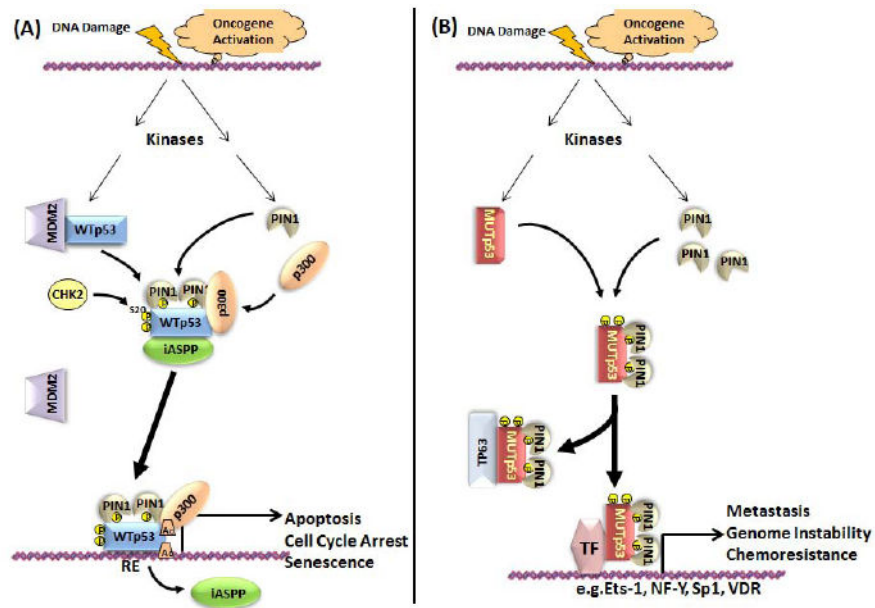 (A)
DNA Damage
Oncogene
Activation
Kinases
MDM2
WTp53
PIN1
p300
CHK2
S20
PIN1
PIN1
p300
P
P
P
P
WTp53
iASPP
MDM2
PIN1
PIN1
p300
P
P
P
P
WTp53
Ac
Ac
RE
iASPP
Apoptosis
Cell Cycle Arrest
Senescence
(B)
DNA Damage
Oncogene
Activation
Kinases
MUTp53
PIN1
PIN1
PIN1
P
P
P
P
MUTp53
PIN1
PIN1
TP63
P
P
P
P
MUTp53
PIN1
PIN1
TF
P
P
P
P
MUTp53
PIN1
PIN1
Metastasis
Genome Instability
Chemoresistance
e.g.Ets-1, NF-Y, Sp1, VDR